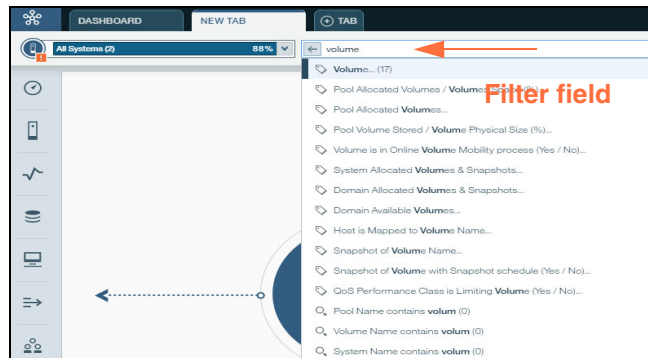 DASHBOARD
NEW TAB
TAB
All Systems (2)
88%
volume
Volume... (17)
Pool Allocated Volumes / Volumes Space (%)...
Filter field
Pool Allocated Volumes...
Pool Volume Stored / Volume Physical Size (%)...
Volume is in Online Volume Mobility process (Yes / No)...
System Allocated Volumes & Snapshots...
Domain Allocated Volumes & Snapshots...
Domain Available Volumes...
Host is Mapped to Volume Name...
Snapshot of Volume Name...
Snapshot of Volume with Snapshot schedule (Yes / No)...
QoS Performance Class is Limiting Volume (Yes / No)...
Pool Name contains volum (0)
Volume Name contains volum (0)
System Name contains volum (0)